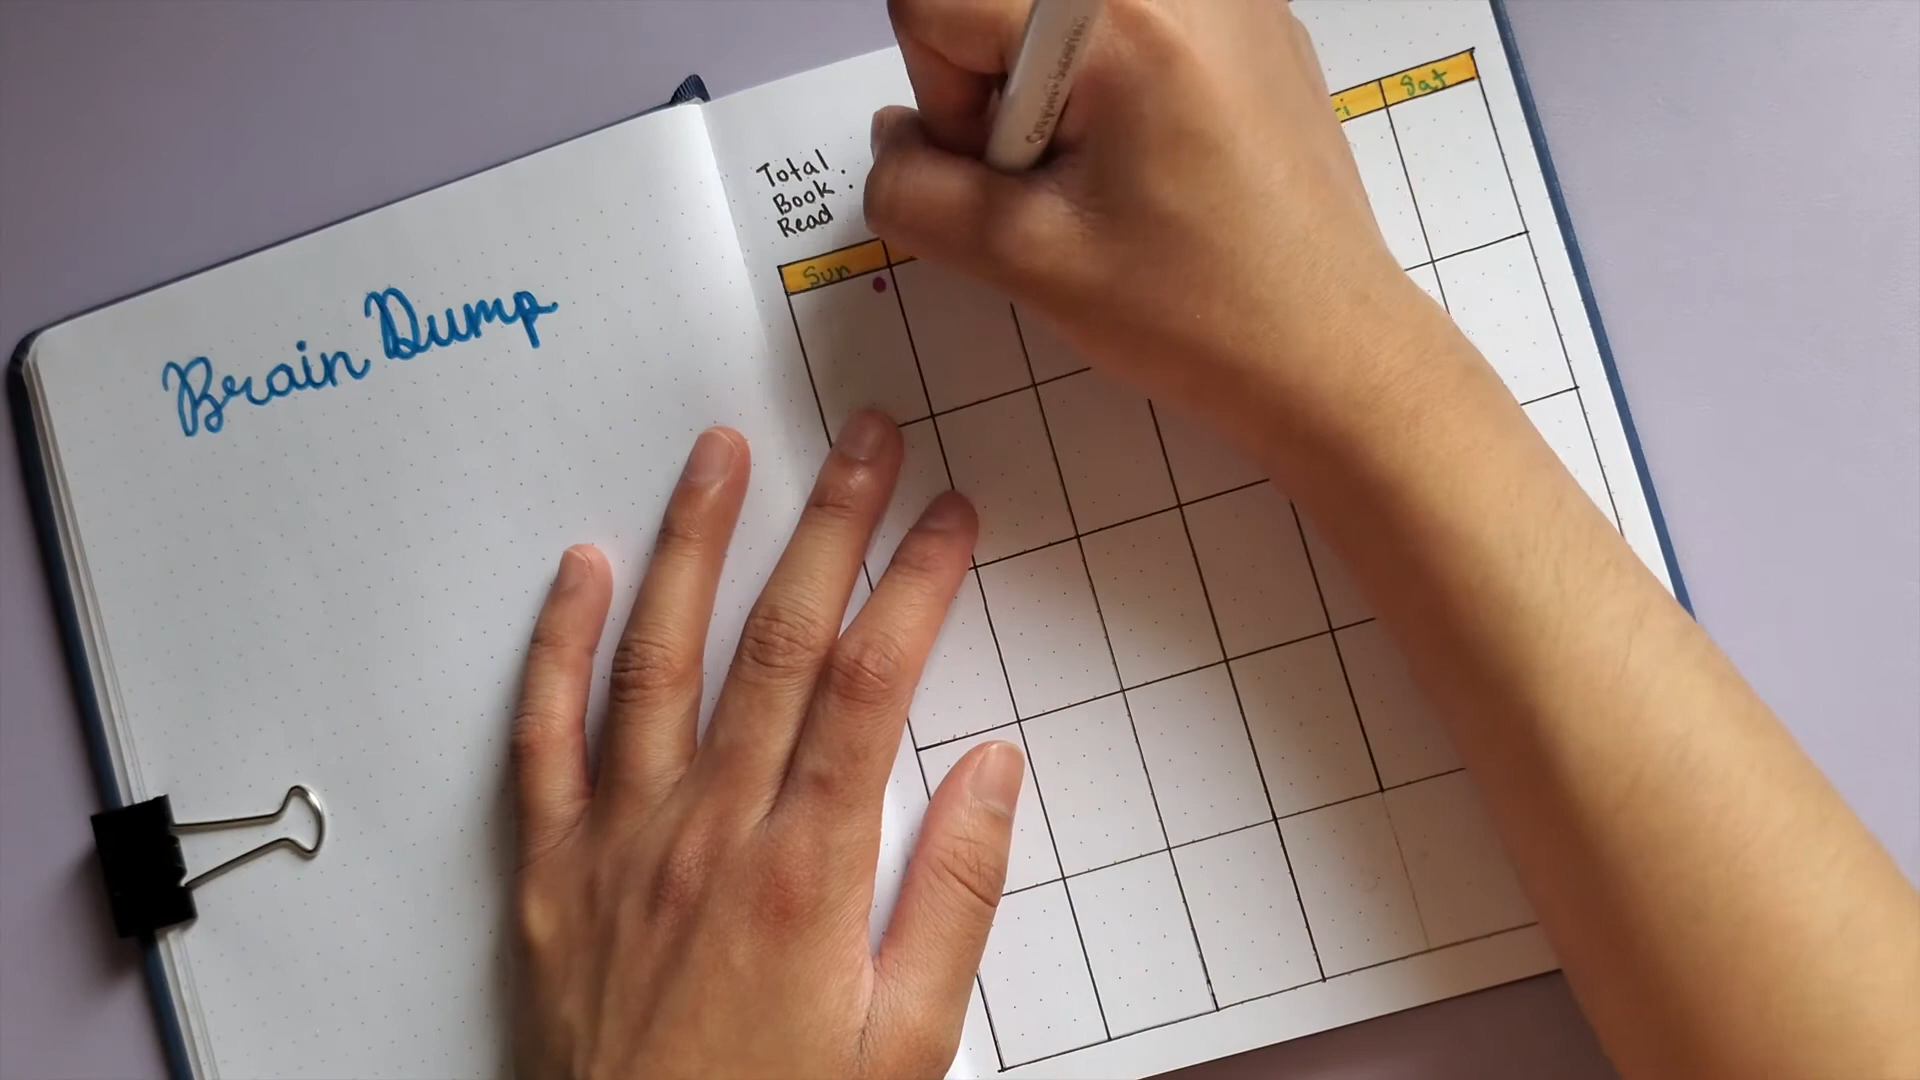 Brain Dump
Total :
Book
Read
Sun
Sat